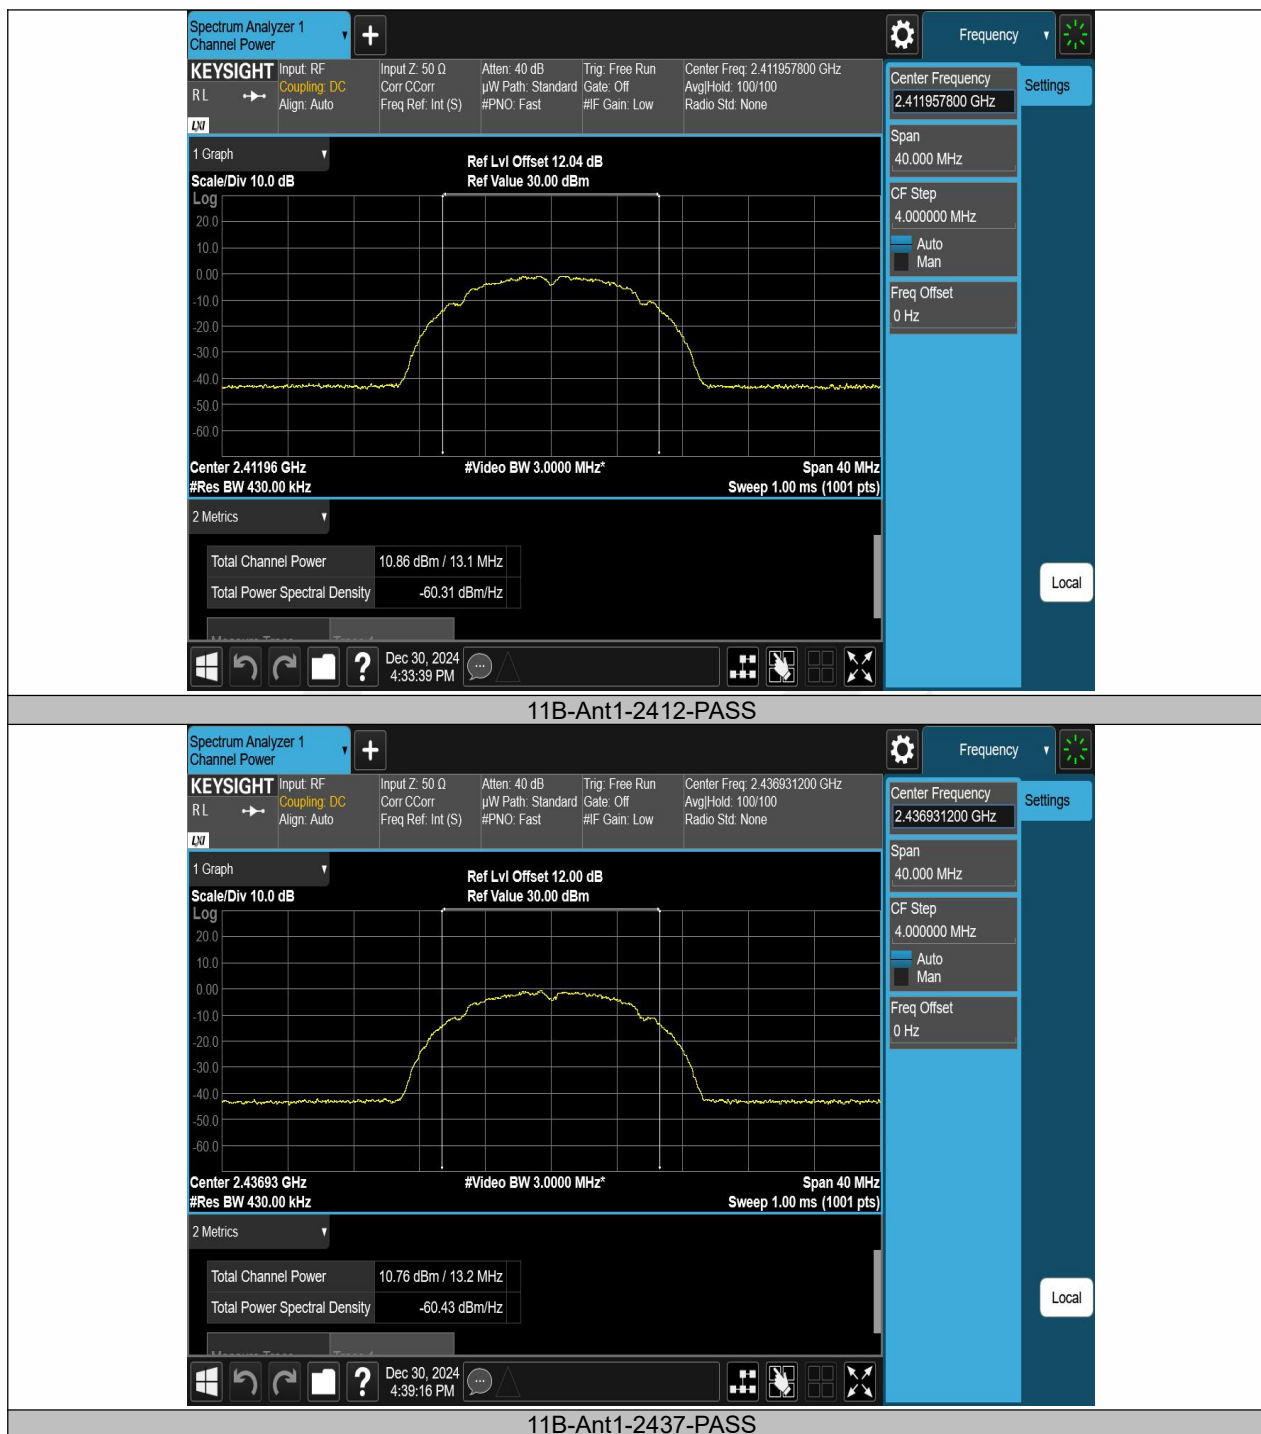 Spectrum Analyzer 1
Channel Power
+
Frequency
KEYSIGHT
RL
LXI
Input: RF
Coupling: DC
Align: Auto
Input Z: 50 Ω
Corr CCorr
Freq Ref: Int (S)
Atten: 40 dB
µW Path: Standard
#PNO: Fast
Trig: Free Run
Gate: Off
#IF Gain: Low
Center Freq: 2.411957800 GHz
Avg|Hold: 100/100
Radio Std: None
Center Frequency
2.411957800 GHz
Settings
Span
40.000 MHz
CF Step
4.000000 MHz
Auto
Man
Freq Offset
0 Hz
Local
1 Graph
Scale/Div 10.0 dB
Ref Lvl Offset 12.04 dB
Ref Value 30.00 dBm
Log
20.0
10.0
0.00
-10.0
-20.0
-30.0
-40.0
-50.0
-60.0
Center 2.41196 GHz
#Video BW 3.0000 MHz*
Span 40 MHz
#Res BW 430.00 kHz
Sweep 1.00 ms (1001 pts)
2 Metrics
Total Channel Power 10.86 dBm / 13.1 MHz
Total Power Spectral Density -60.31 dBm/Hz
?
Dec 30, 2024
4:33:39 PM
11B-Ant1-2412-PASS
Spectrum Analyzer 1
Channel Power
+
Frequency
KEYSIGHT
RL
LXI
Input: RF
Coupling: DC
Align: Auto
Input Z: 50 Ω
Corr CCorr
Freq Ref: Int (S)
Atten: 40 dB
µW Path: Standard
#PNO: Fast
Trig: Free Run
Gate: Off
#IF Gain: Low
Center Freq: 2.436931200 GHz
Avg|Hold: 100/100
Radio Std: None
Center Frequency
2.436931200 GHz
Settings
Span
40.000 MHz
CF Step
4.000000 MHz
Auto
Man
Freq Offset
0 Hz
Local
1 Graph
Scale/Div 10.0 dB
Ref Lvl Offset 12.00 dB
Ref Value 30.00 dBm
Log
20.0
10.0
0.00
-10.0
-20.0
-30.0
-40.0
-50.0
-60.0
Center 2.43693 GHz
#Video BW 3.0000 MHz*
Span 40 MHz
#Res BW 430.00 kHz
Sweep 1.00 ms (1001 pts)
2 Metrics
Total Channel Power 10.76 dBm / 13.2 MHz
Total Power Spectral Density -60.43 dBm/Hz
?
Dec 30, 2024
4:39:16 PM
11B-Ant1-2437-PASS